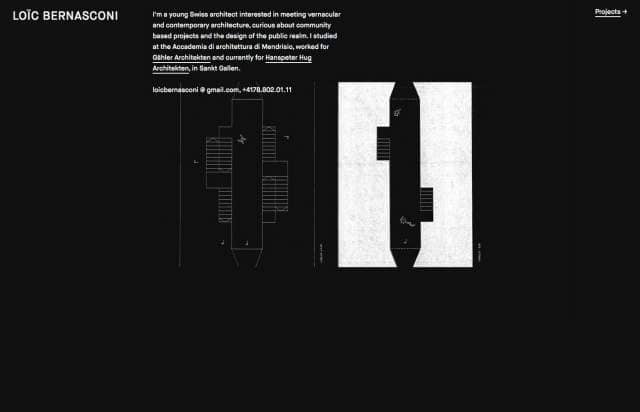 LOÏC BERNASCONI
I'm a young Swiss architect interested in meeting vernacular
and contemporary architecture, curious about community
based projects and the design of the public realm. I studied
at the Accademia di architettura di Mendrisio, worked for
Gähler Architekten and currently for Hanspeter Hug
Architekten, in Sankt Gallen.
loicbernasconi @ gmail.com, +4178.802.01.11
Projects →